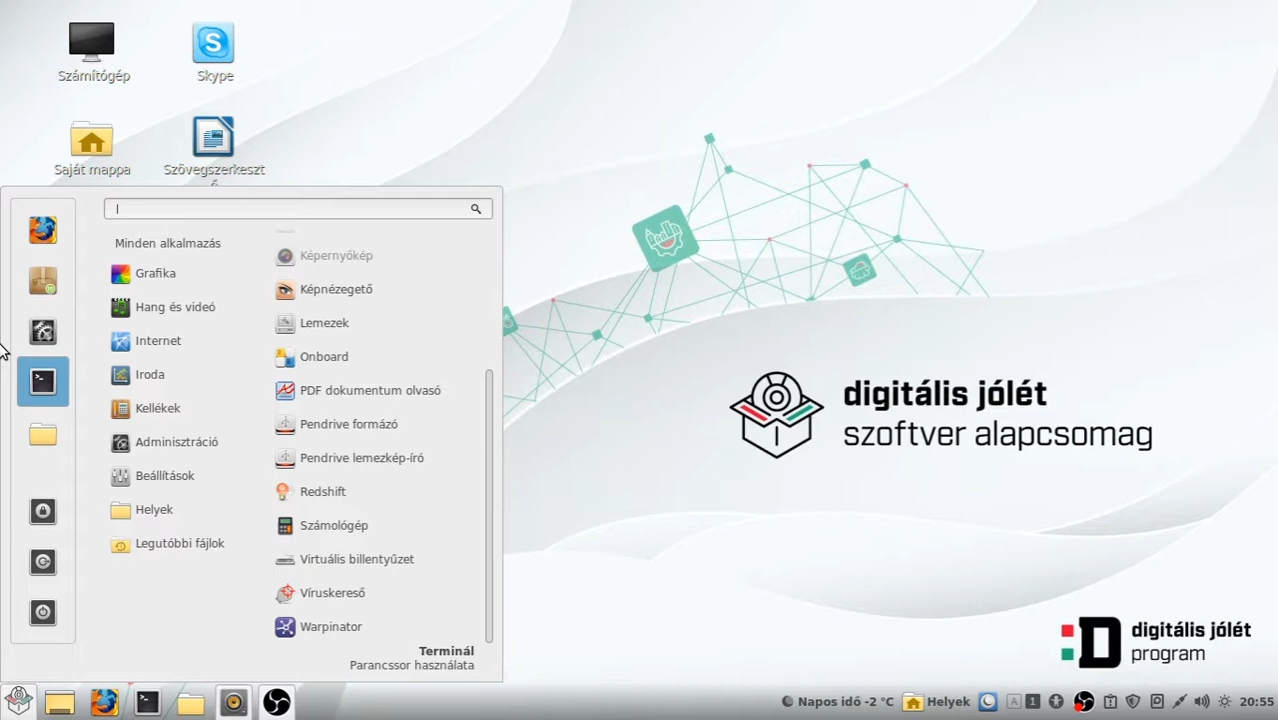 Számítógép
Skype
Saját mappa
Szövegszerkeszt
Minden alkalmazás
Grafika
Hang és videó
Internet
Iroda
Kellékek
Adminisztráció
Beállítások
Helyek
Legutóbbi fájlok
Képernyőkép
Képnézegető
Lemezek
Onboard
PDF dokumentum olvasó
Pendrive formázó
Pendrive lemezkép-író
Redshift
Számológép
Virtuális billentyűzet
Víruskereső
Warpinator
Terminál
Parancssor használata
digitális jólét
szoftver alapcsomag
:D digitális jólét
program
Napos idő -2 °C Helyek A 1 20:55